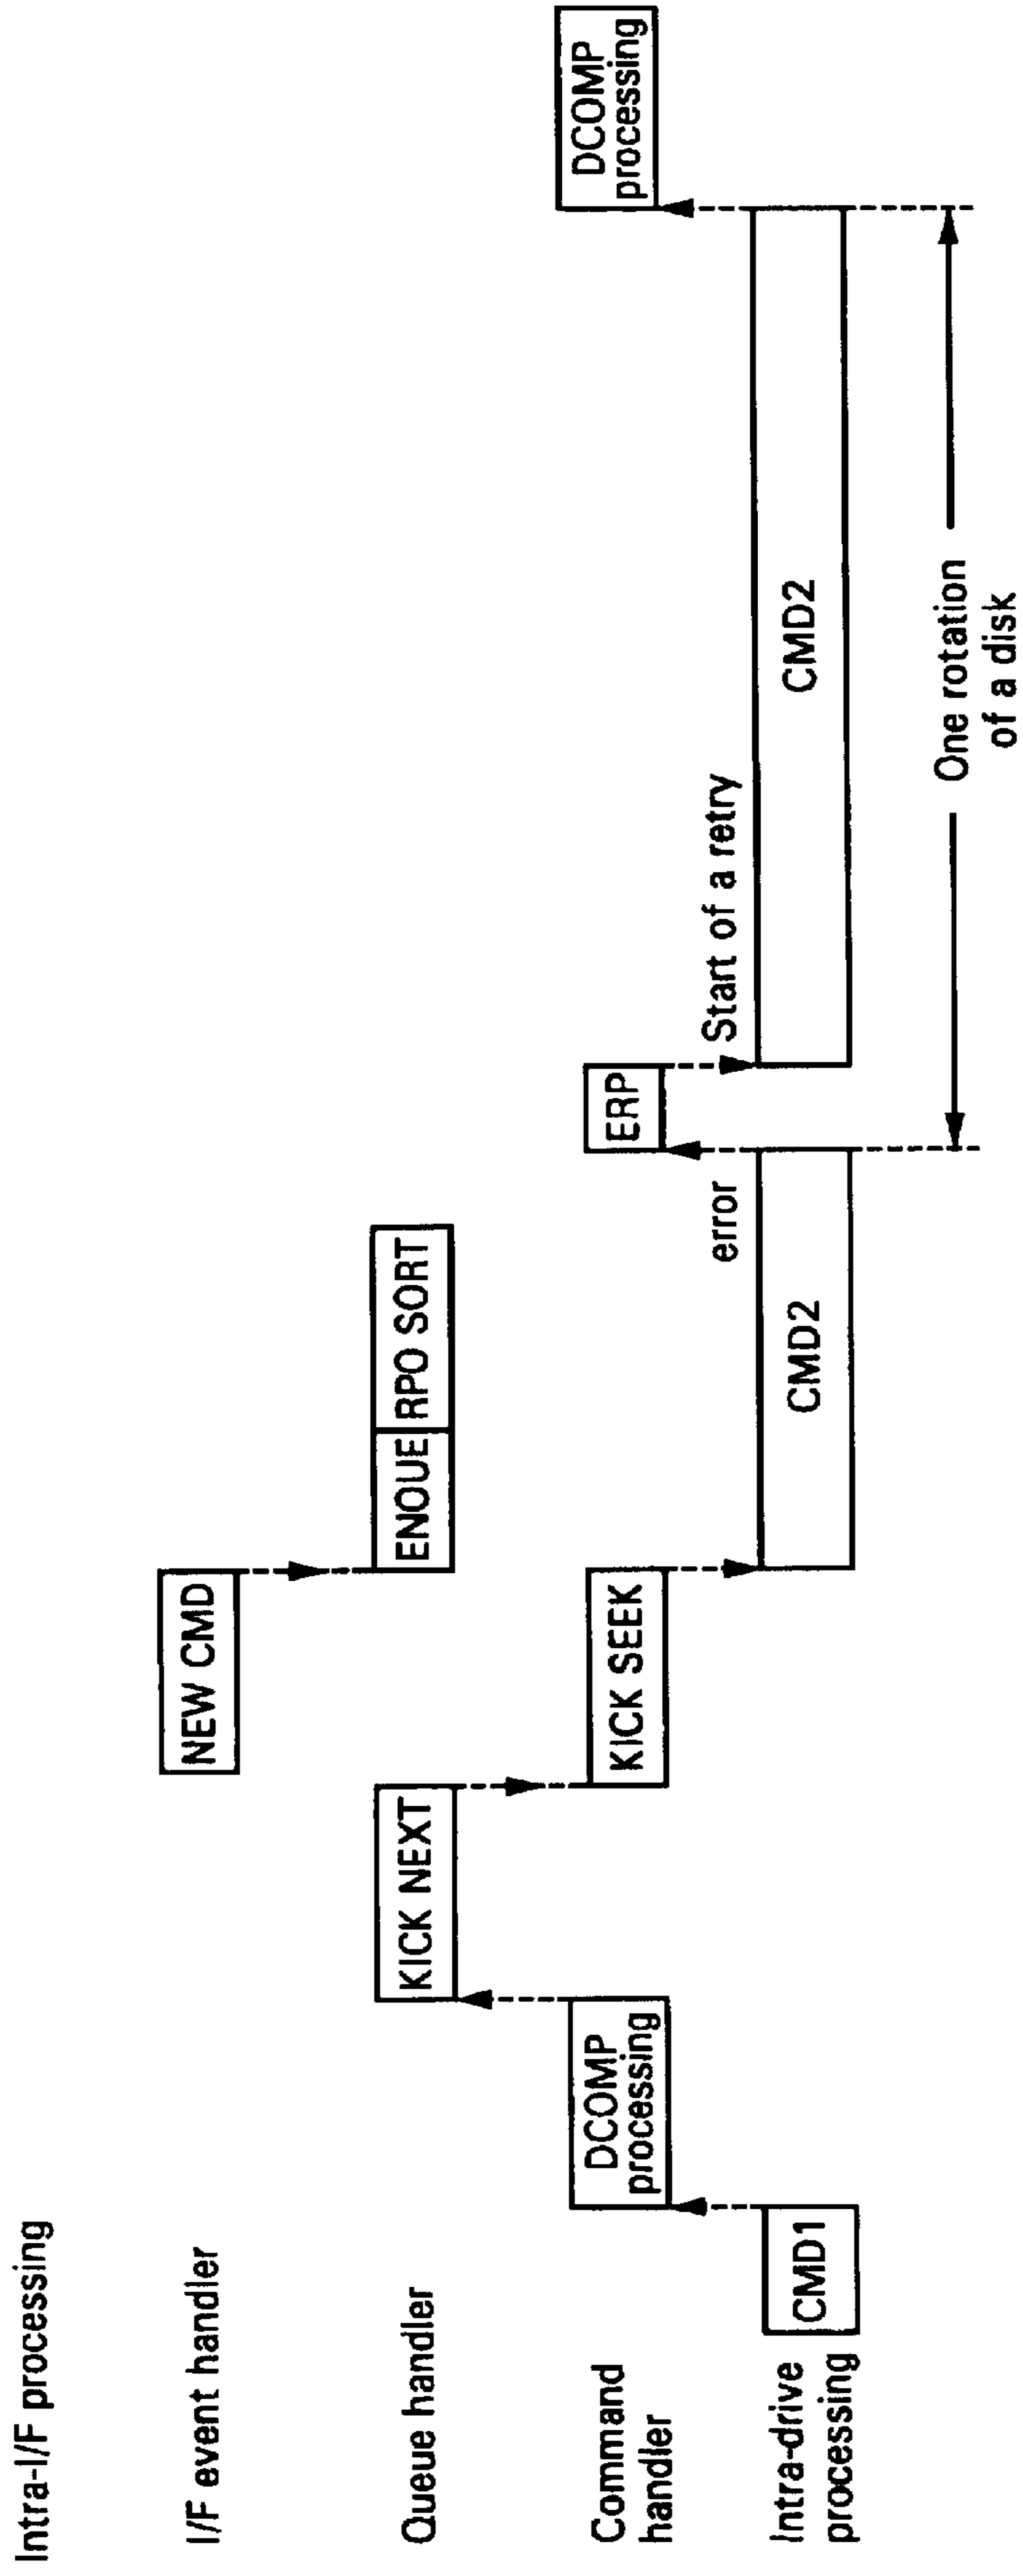 Intra-I/F processing
I/F event handler
NEW CMD
Queue handler
KICK NEXT
ENQUE
RPO SORT
Command
handler
DCOMP
processing
KICK SEEK
ERP
DCOMP
processing
error
Start of a retry
Intra-drive
processing
CMD1
CMD2
CMD2
One rotation
of a disk